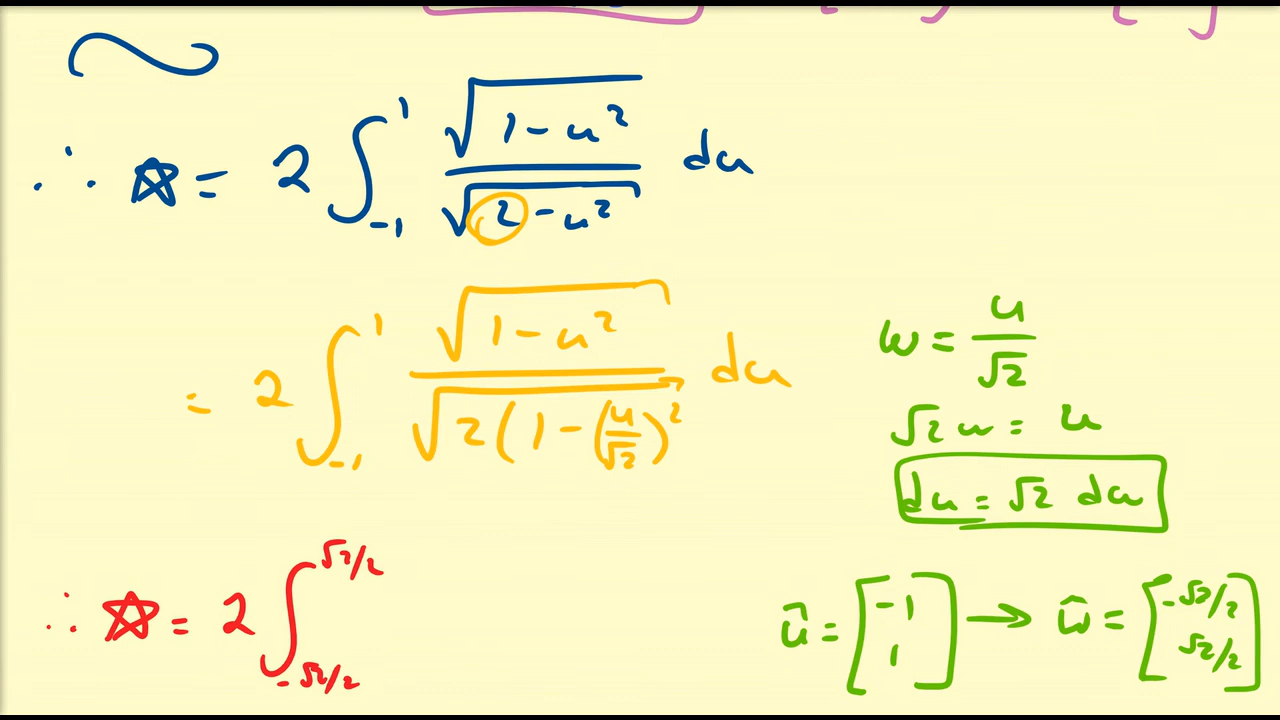 ∴ ☆ = 2 ∫_{-1}^{1} √(1-u²) / √(2-u²) du
= 2 ∫_{-1}^{1} √(1-u²) / √(2(1-(u/√2)²) du
w = u/√2
√2 w = u
du = √2 dw
û = [-1 1] → ŵ = [-√2/2 √2/2]
∴ ☆ = 2 ∫_{-√2/2}^{√2/2}